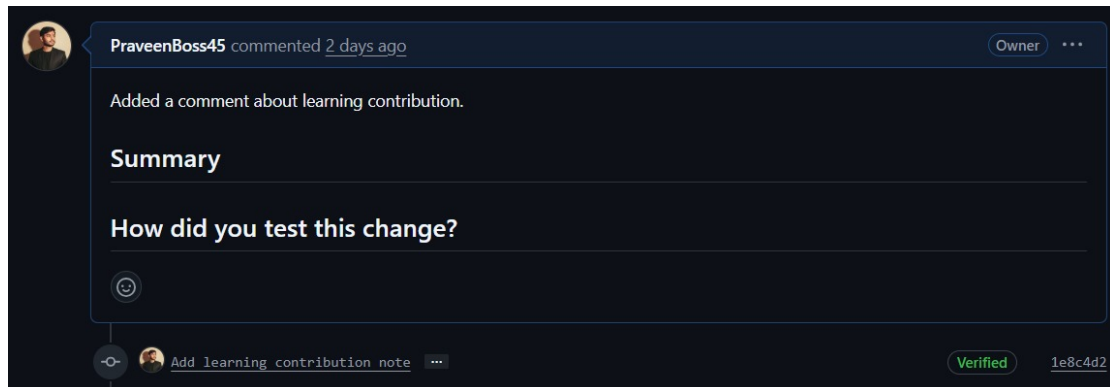 PraveenBoss45 commented 2 days ago Owner ...
Added a comment about learning contribution.
Summary
How did you test this change?
Add learning contribution note ... Verified 1e8c4d2